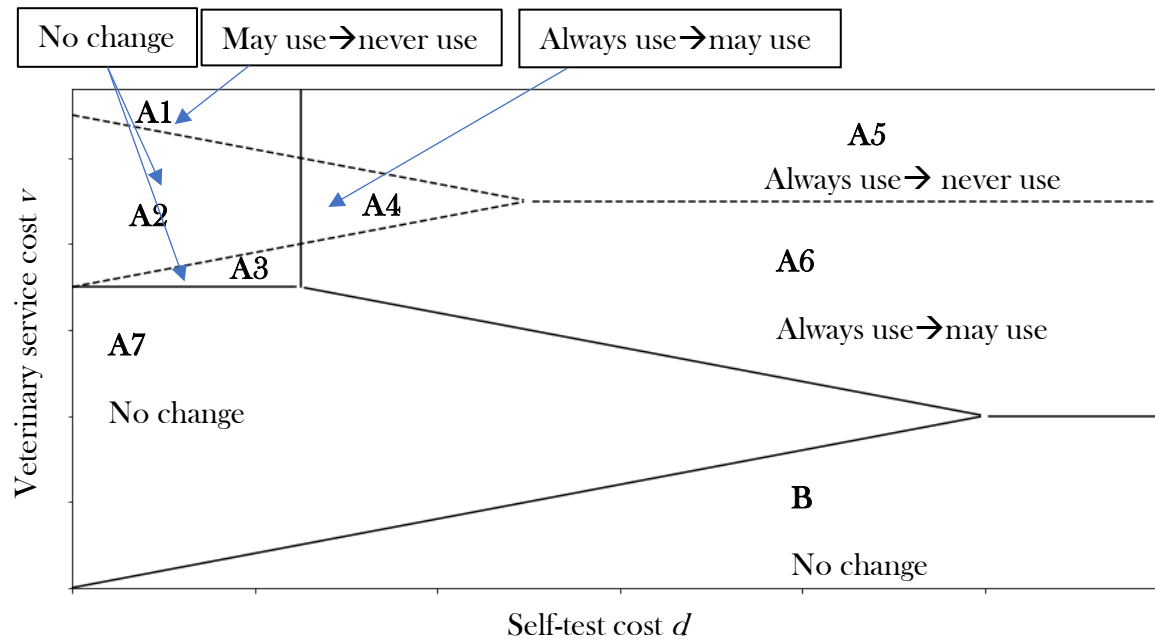 No change
May use→never use
Always use→may use
A1
A5
Always use→ never use
A2
A4
A3
A6
Always use→may use
A7
No change
B
No change
Veterinary service cost v
Self-test cost d